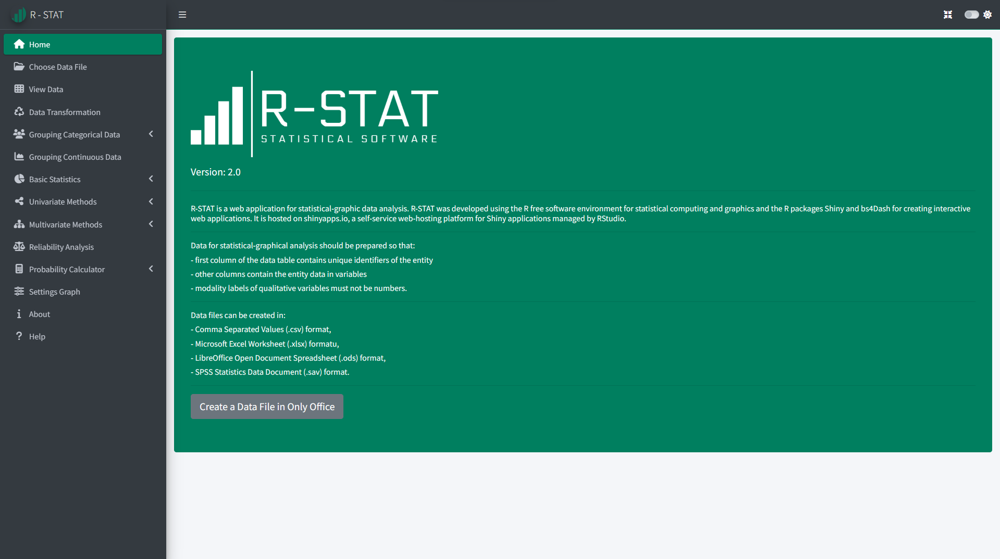 R - STAT
Home
Choose Data File
View Data
Data Transformation
Grouping Categorical Data
Grouping Continuous Data
Basic Statistics
Univariate Methods
Multivariate Methods
Reliability Analysis
Probability Calculator
Settings Graph
About
Help
R-STAT
STATISTICAL SOFTWARE
Version: 2.0
R-STAT is a web application for statistical-graphic data analysis. R-STAT was developed using the R free software environment for statistical computing and graphics and the R packages Shiny and bs4Dash for creating interactive
web applications. It is hosted on shinyapps.io, a self-service web-hosting platform for Shiny applications managed by RStudio.
Data for statistical-graphical analysis should be prepared so that:
- first column of the data table contains unique identifiers of the entity
- other columns contain the entity data in variables
- modality labels of qualitative variables must not be numbers.
Data files can be created in:
- Comma Separated Values (.csv) format,
- Microsoft Excel Worksheet (.xlsx) formatu,
- LibreOffice Open Document Spreadsheet (.ods) format,
- SPSS Statistics Data Document (.sav) format.
Create a Data File in Only Office